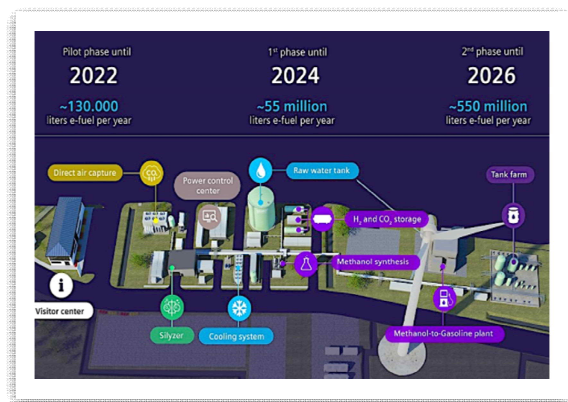 Pilot phase until
2022
~130.000
liters e-fuel per year
1st phase until
2024
~55 million
liters e-fuel per year
2nd phase until
2026
~550 million
liters e-fuel per year
Direct air capture
CO2
Power control
center
Raw water tank
Tank farm
H2 and CO2 storage
Methanol synthesis
Visitor center
Silyzer
Cooling system
Methanol-to-Gasoline plant